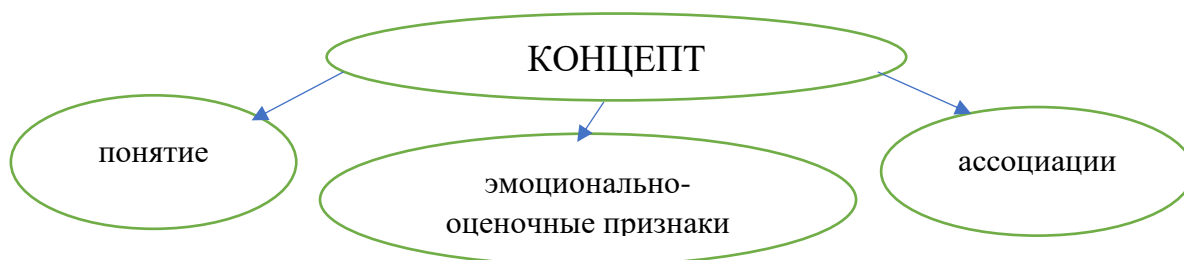 КОНЦЕПТ
понятие
эмоционально-
оценочные признаки
ассоциации